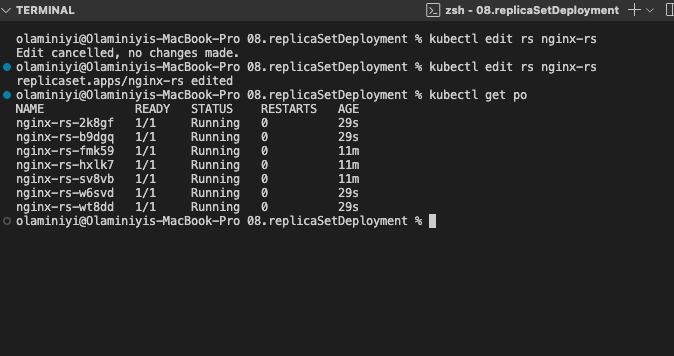 TERMINAL
zsh - 08.replicaSetDeployment
olaminiyi@Olaminiyis-MacBook-Pro 08.replicaSetDeployment % kubectl edit rs nginx-rs
Edit cancelled, no changes made.
olaminiyi@Olaminiyis-MacBook-Pro 08.replicaSetDeployment % kubectl edit rs nginx-rs
replicaset.apps/nginx-rs edited
olaminiyi@Olaminiyis-MacBook-Pro 08.replicaSetDeployment % kubectl get po
NAME READY STATUS RESTARTS AGE
nginx-rs-2k8gf 1/1 Running 0 29s
nginx-rs-b9dgq 1/1 Running 0 29s
nginx-rs-fmk59 1/1 Running 0 11m
nginx-rs-hxlk7 1/1 Running 0 11m
nginx-rs-sv8vb 1/1 Running 0 11m
nginx-rs-w6svd 1/1 Running 0 29s
nginx-rs-wt8dd 1/1 Running 0 29s
olaminiyi@Olaminiyis-MacBook-Pro 08.replicaSetDeployment %